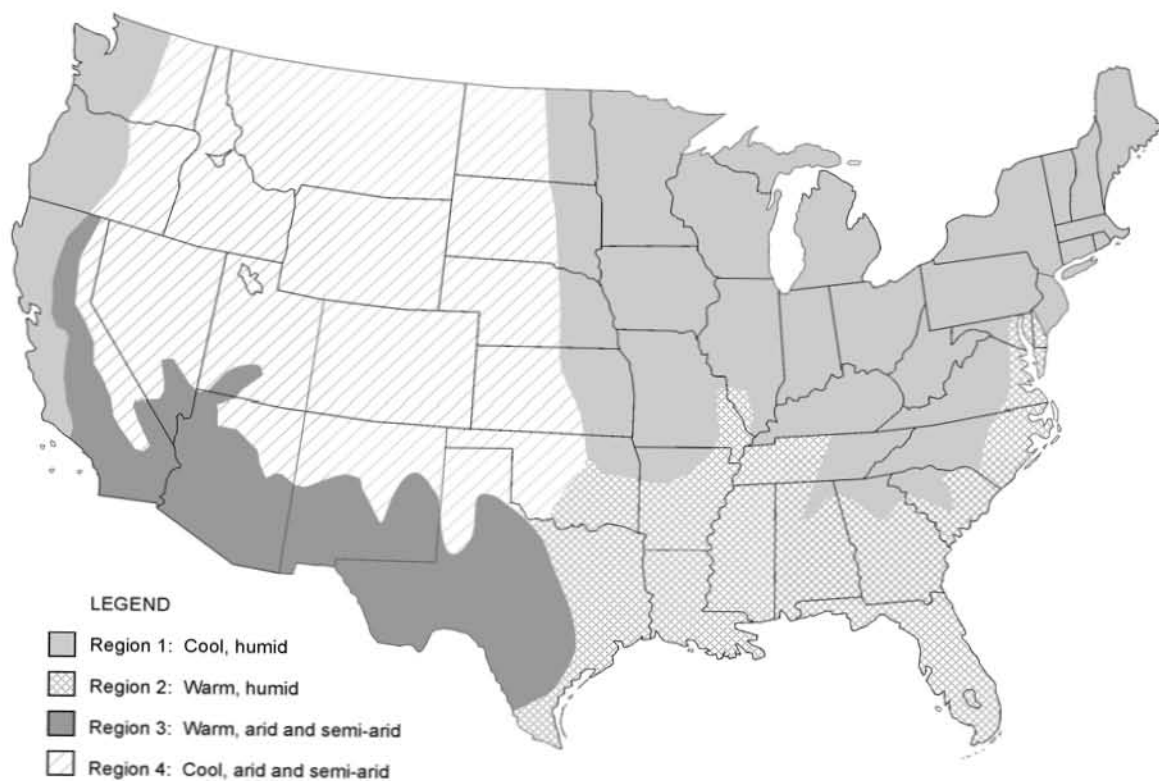 LEGEND
Region 1: Cool, humid
Region 2: Warm, humid
Region 3: Warm, arid and semi-arid
Region 4: Cool, arid and semi-arid